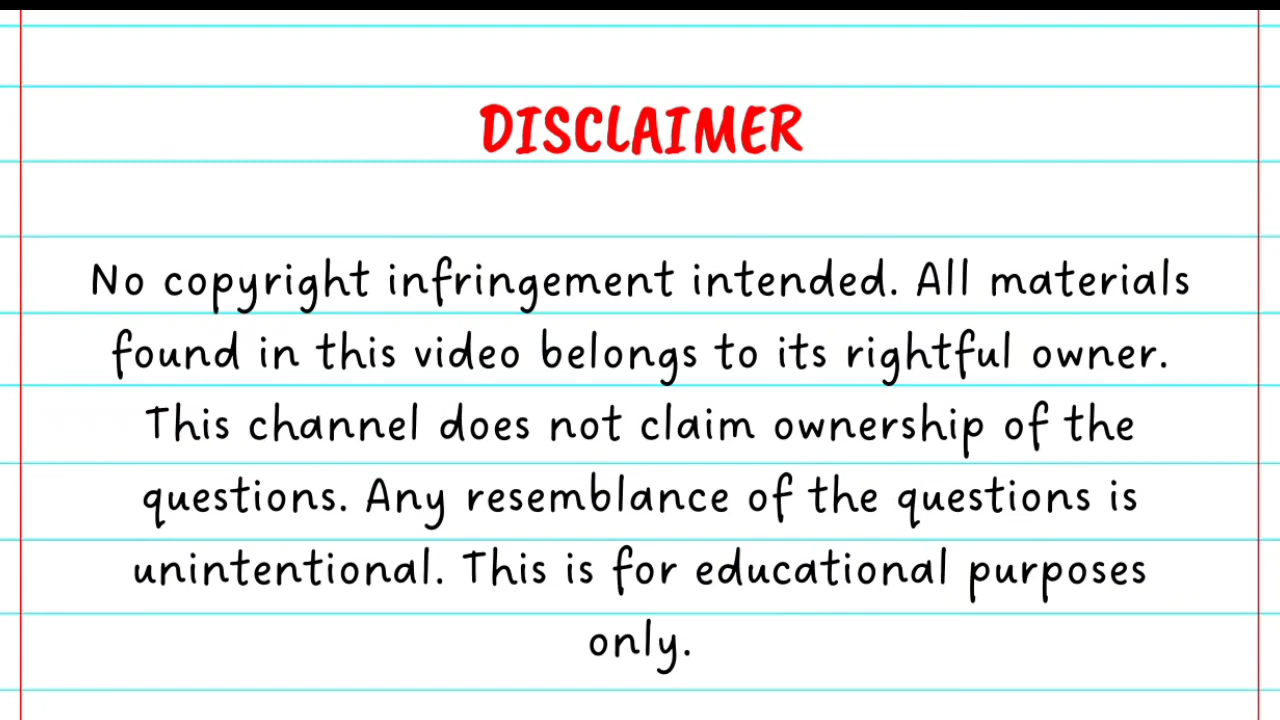 DISCLAIMER
No copyright infringement intended. All materials
found in this video belongs to its rightful owner.
This channel does not claim ownership of the
questions. Any resemblance of the questions is
unintentional. This is for educational purposes
only.